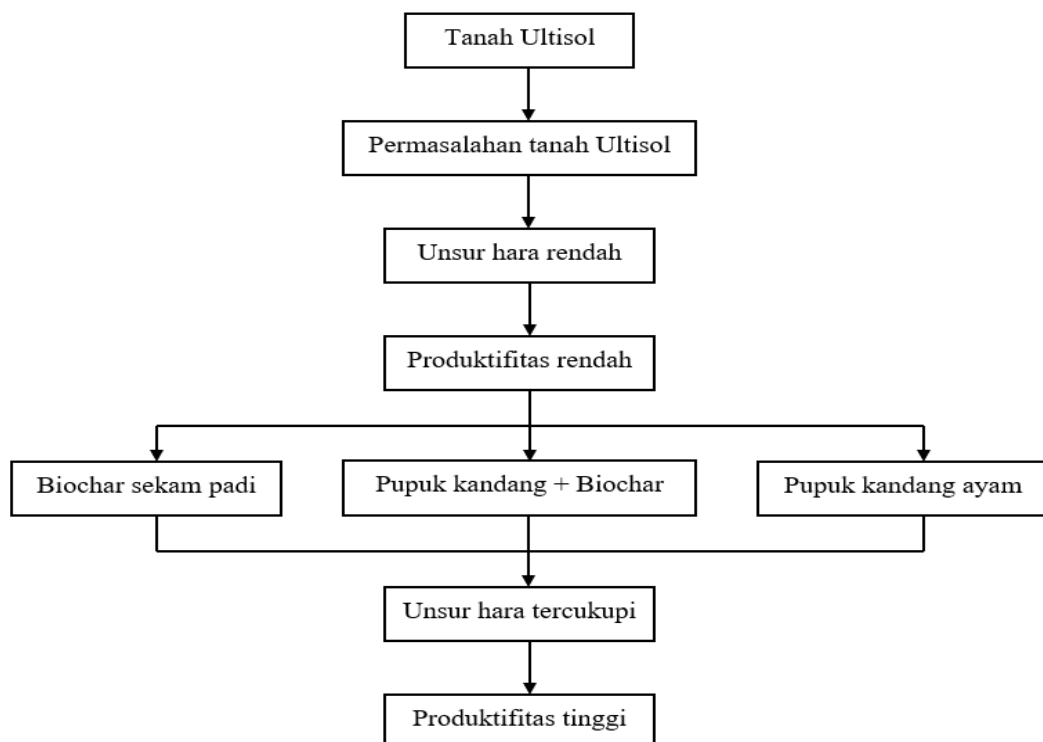 Tanah Ultisol
Permasalahan tanah Ultisol
Unsur hara rendah
Produktifitas rendah
Biochar sekam padi
Pupuk kandang + Biochar
Pupuk kandang ayam
Unsur hara tercukupi
Produktifitas tinggi